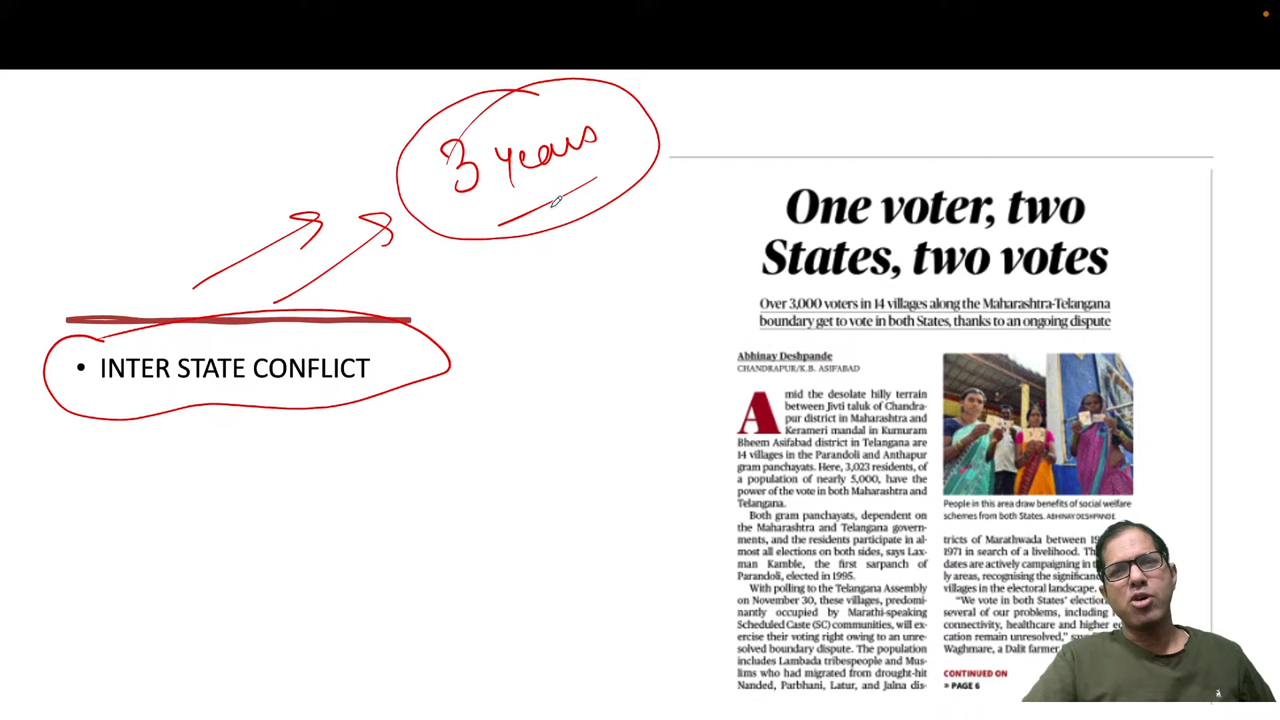 3 years
• INTER STATE CONFLICT
One voter, two
States, two votes
Over 3,000 voters in 14 villages along the Maharashtra-Telangana
boundary get to vote in both States, thanks to an ongoing dispute
Abhinay Deshpande
CHANDRAPUR/K.B. ASIFABAD
Amid the desolate hilly terrain
between Jivti taluk of Chandra-
pur district in Maharashtra and
Kerameri mandal in Kumuram
Bheem Asifabad district in Telangana are
14 villages in the Parandoli and Anthapur
gram panchayats. Here, 3,023 residents, of
a population of nearly 5,000, have the
power of the vote in both Maharashtra and
Telangana.
Both gram panchayats, dependent on
the Maharashtra and Telangana govern-
ments, and the residents participate in al-
most all elections on both sides, says Lax-
man Kamble, the first sarpanch of
Parandoli, elected in 1995.
With polling to the Telangana Assembly
on November 30, these villages, predomi-
nantly occupied by Marathi-speaking
Scheduled Caste (SC) communities, will ex-
ercise their voting right owing to an unre-
solved boundary dispute. The population
includes Lambada tribespeople and Mus-
lims who had migrated from drought-hit
Nanded, Parbhani, Latur, and Jalna dis-
People in this area draw benefits of social welfare
schemes from both States. ABHINAY DESHPANDE
tricts of Marathwada between
1971 in search of a livelihood.
dates are actively campaigning in
ly areas, recognising the significan
villages in the electoral landscape.
"We vote in both States' election
several of our problems, including
connectivity, healthcare and higher
cation remain unresolved,"
Waghmare, a Dalit farmer
CONTINUED ON
» PAGE 6